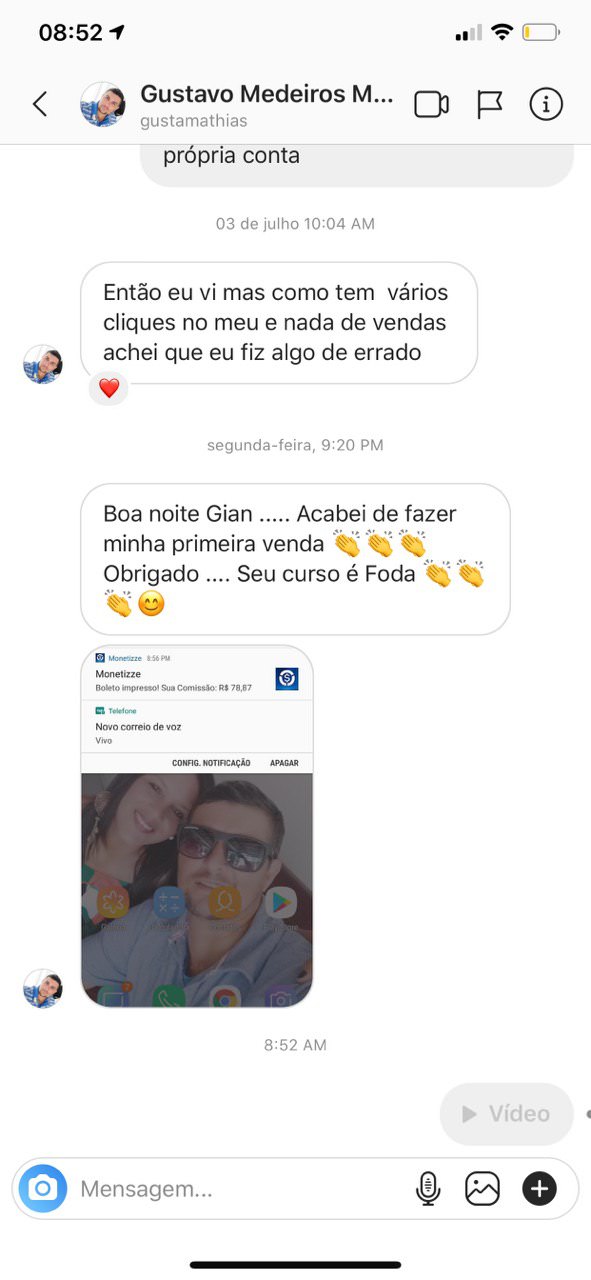 08:52
Gustavo Medeiros M...
gustamathias
própria conta
03 de julho 10:04 AM
Então eu vi mas como tem  vários
cliques no meu e nada de vendas
achei que eu fiz algo de errado
segunda-feira, 9:20 PM
Boa noite Gian ..... Acabei de fazer
minha primeira venda 👏👏👏
Obrigado .... Seu curso é Foda 👏👏
👏😊
Monetizze 8:56 PM
Monetizze
Boleto impresso! Sua Comissão: R$ 78,87
Telefone
Novo correio de voz
Vivo
CONFIG. NOTIFICAÇÃO APAGAR
8:52 AM
Vídeo
Mensagem...